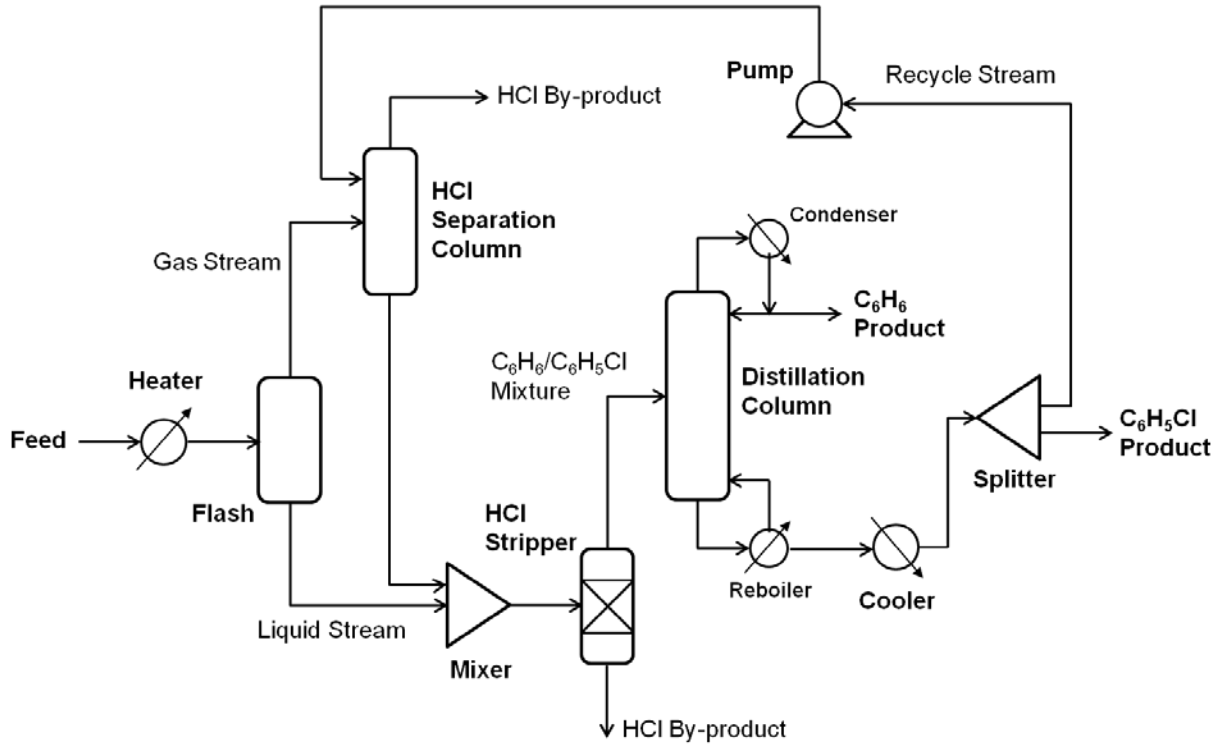 Pump
Recycle Stream
HCl By-product
HCl
Separation
Column
Condenser
Gas Stream
C₆H₆
Product
C₆H₆/C₆H₅Cl
Mixture
Heater
Distillation
Column
Feed
C₆H₅Cl
Product
Splitter
Flash
HCl
Stripper
Reboiler
Cooler
Liquid Stream
Mixer
HCl By-product